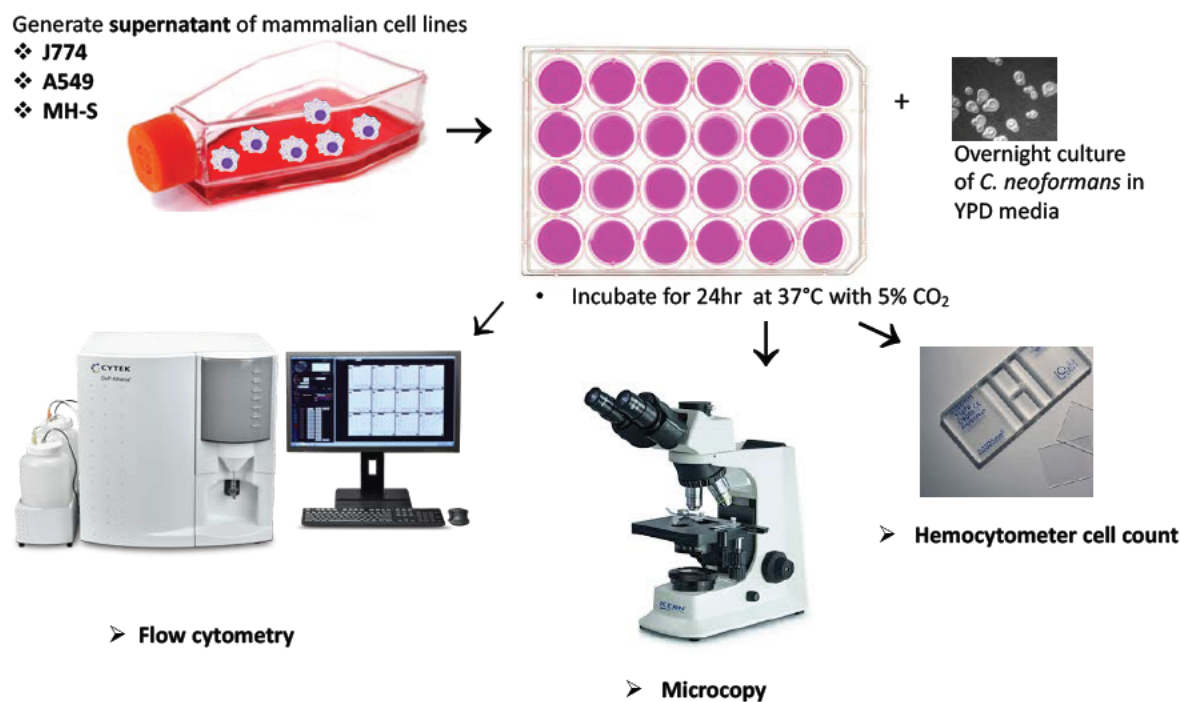 Generate supernatant of mammalian cell lines
❖ J774
❖ A549
❖ MH-S
+
Overnight culture
of C. neoformans in
YPD media
• Incubate for 24hr at 37°C with 5% CO₂
CYTEK
KERN
➢ Hemocytometer cell count
➢ Flow cytometry
➢ Microcopy